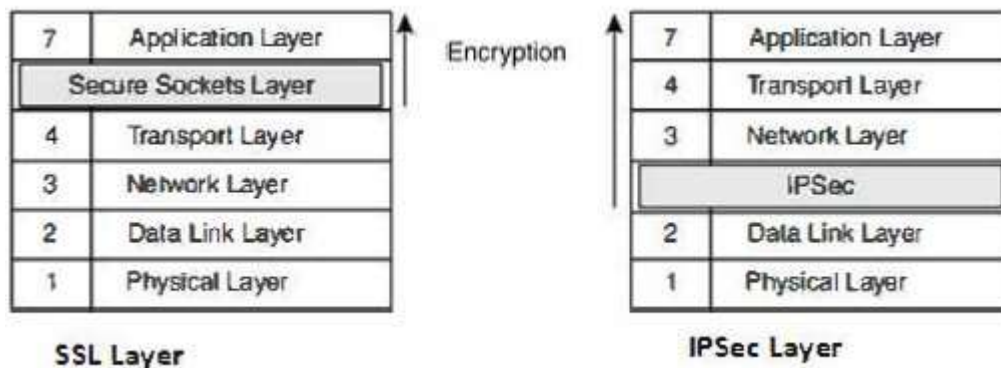 7 Application Layer
Secure Sockets Layer
4 Transport Layer
3 Network Layer
2 Data Link Layer
1 Physical Layer
SSL Layer
Encryption
7 Application Layer
4 Transport Layer
3 Network Layer
IPSec
2 Data Link Layer
1 Physical Layer
IPSec Layer